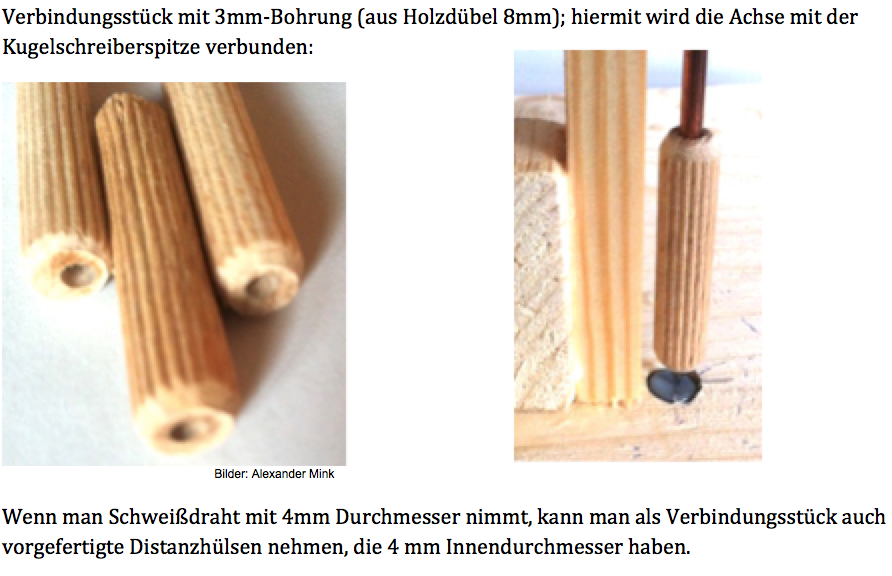 Verbindungsstück mit 3mm-Bohrung (aus Holzdübel 8mm); hiermit wird die Achse mit der
Kugelschreiberspitze verbunden:
Bilder: Alexander Mink
Wenn man Schweißdraht mit 4mm Durchmesser nimmt, kann man als Verbindungsstück auch
vorgefertigte Distanzhülsen nehmen, die 4 mm Innendurchmesser haben.